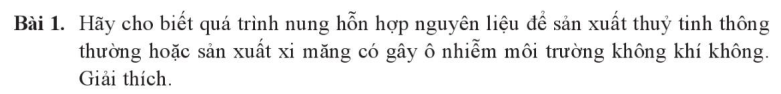 Bài 1. Hãy cho biết quá trình nung hỗn hợp nguyên liệu để sản xuất thuỷ tinh thông
thường hoặc sản xuất xi măng có gây ô nhiễm môi trường không khí không.
Giải thích.